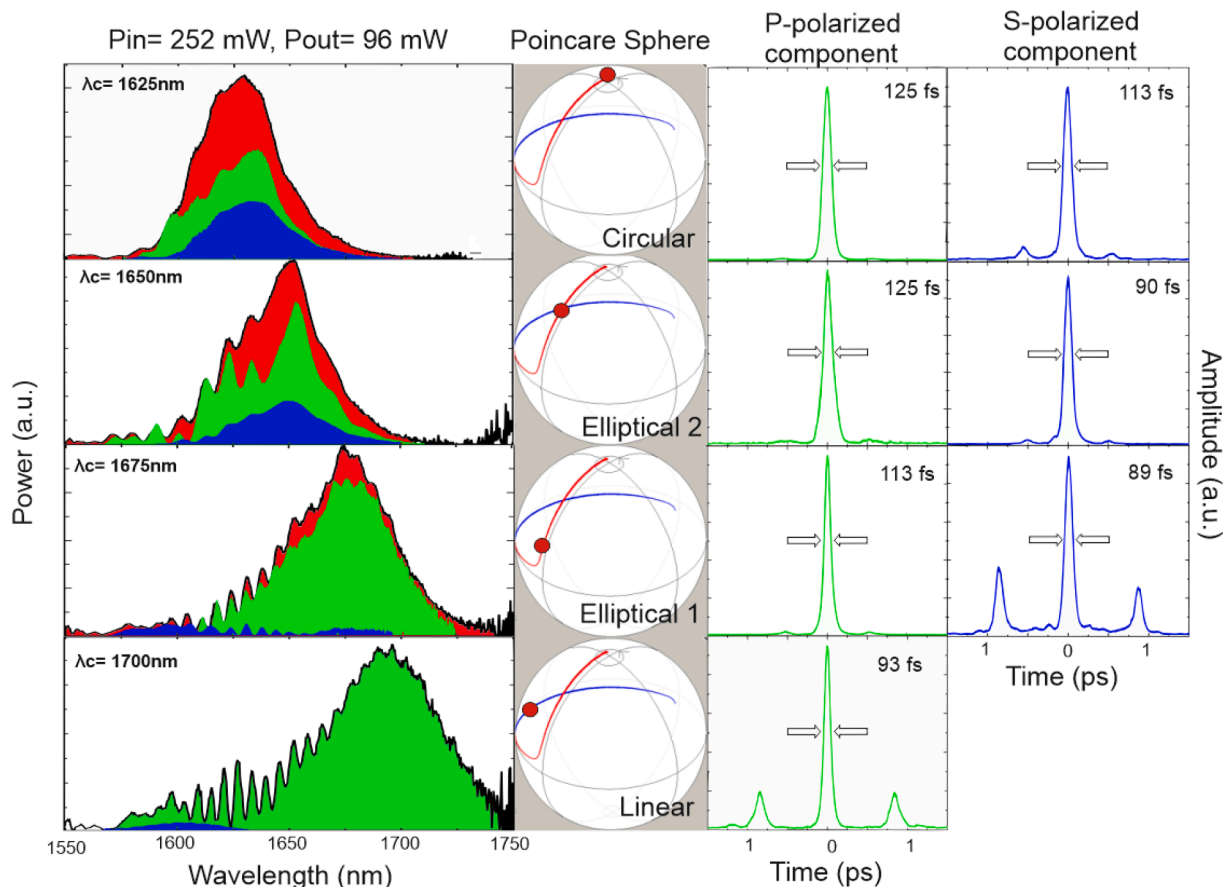 Pin= 252 mW, Pout= 96 mW
Poincare Sphere
P-polarized
component
S-polarized
component
λc= 1625nm
Circular
125 fs
113 fs
λc= 1650nm
Elliptical 2
125 fs
90 fs
λc= 1675nm
Elliptical 1
113 fs
89 fs
λc= 1700nm
Linear
93 fs
Power (a.u.)
Amplitude (a.u.)
1550
1600
1650
1700
1750
Wavelength (nm)
1
0
1
Time (ps)
1
0
1
Time (ps)